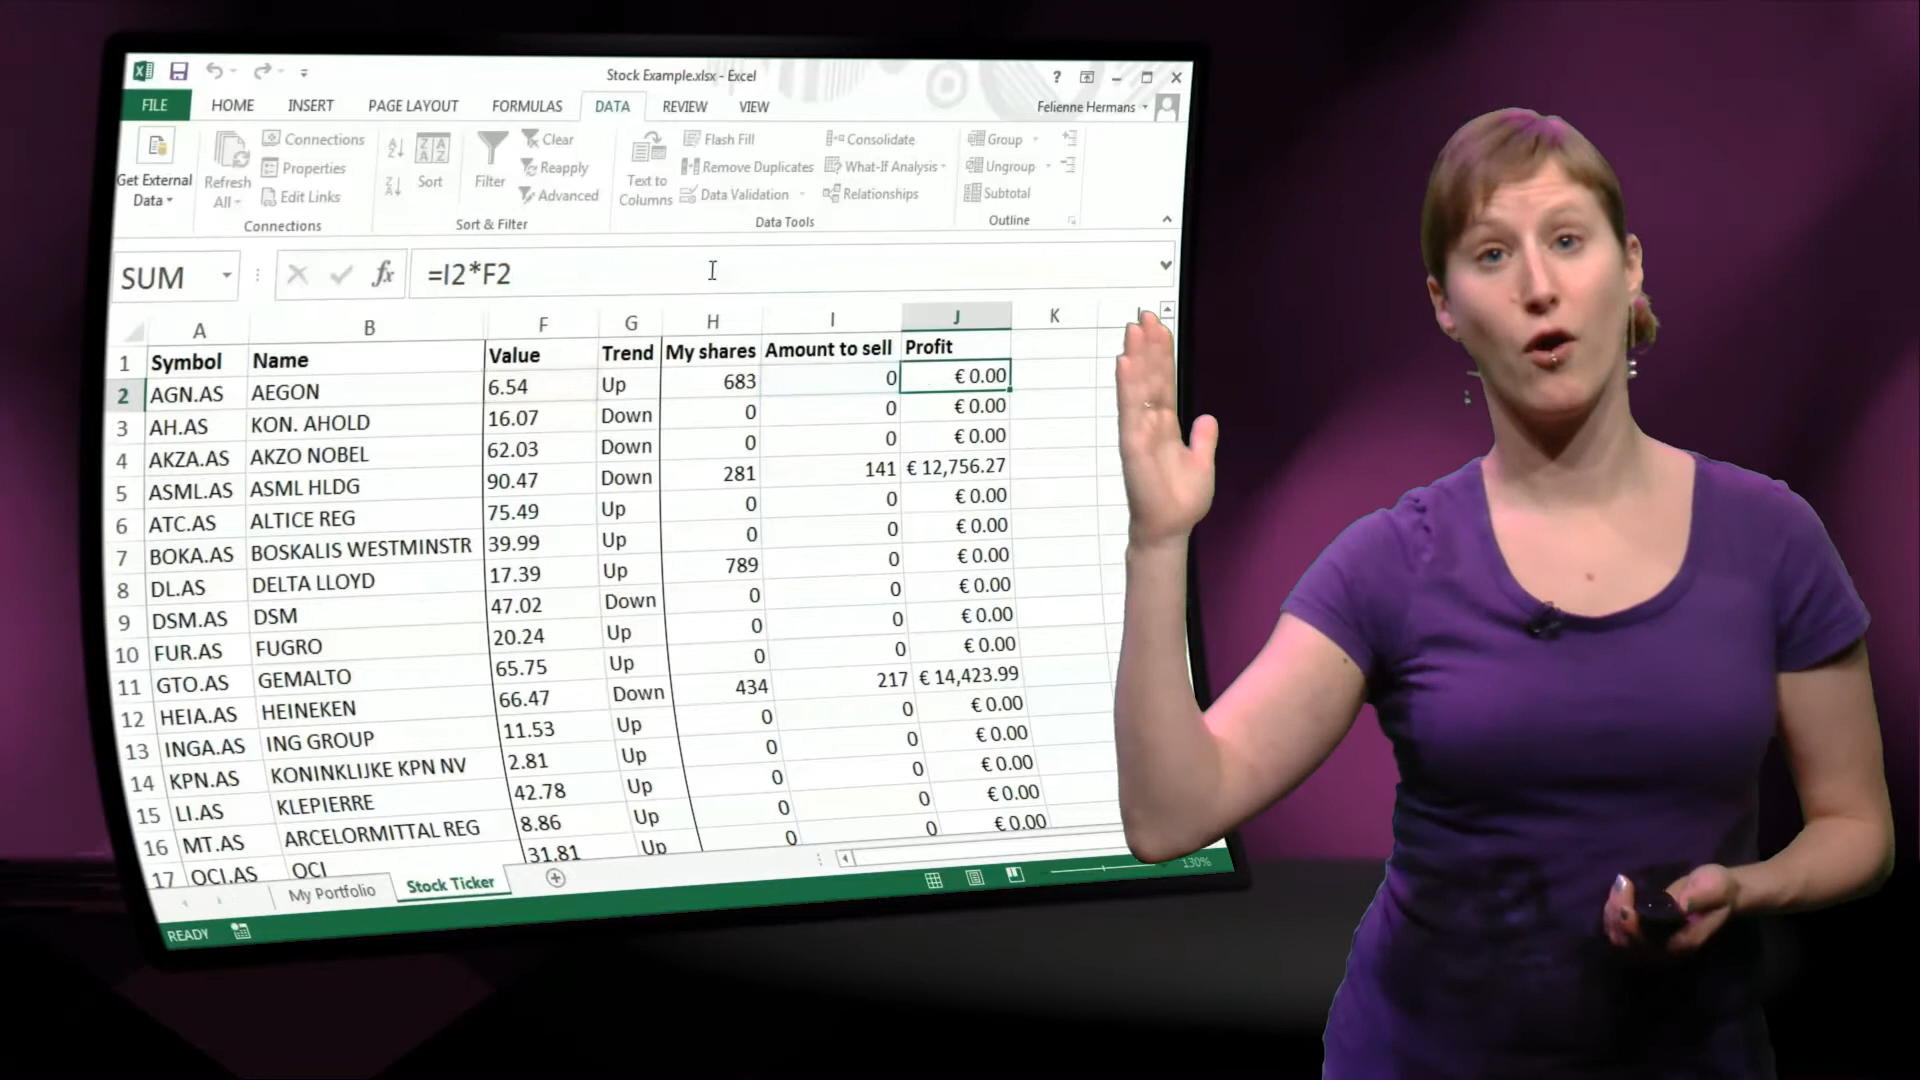 Stock Example.xlsx - Excel
?
FILE HOME INSERT PAGE LAYOUT FORMULAS DATA REVIEW VIEW Felienne Hermans
Get External Data
Refresh All
Connections
Properties
Edit Links
Connections
Sort
Filter
Clear
Reapply
Advanced
Sort & Filter
Text to Columns
Flash Fill
Remove Duplicates
Data Validation
Consolidate
What-If Analysis
Relationships
Data Tools
Group
Ungroup
Subtotal
Outline
SUM fx =I2*F2
A B F G H I J K
1 Symbol Name Value Trend My shares Amount to sell Profit
2 AGN.AS AEGON 6.54 Up 683 0 € 0.00
3 AH.AS KON. AHOLD 16.07 Down 0 0 € 0.00
4 AKZA.AS AKZO NOBEL 62.03 Down 0 0 € 0.00
5 ASML.AS ASML HLDG 90.47 Down 281 141 € 12,756.27
6 ATC.AS ALTICE REG 75.49 Up 0 0 € 0.00
7 BOKA.AS BOSKALIS WESTMINSTR 39.99 Up 0 0 € 0.00
8 DL.AS DELTA LLOYD 17.39 Up 789 0 € 0.00
9 DSM.AS DSM 47.02 Down 0 0 € 0.00
10 FUR.AS FUGRO 20.24 Up 0 0 € 0.00
11 GTO.AS GEMALTO 65.75 Up 0 0 € 0.00
12 HEIA.AS HEINEKEN 66.47 Down 434 217 € 14,423.99
13 INGA.AS ING GROUP 11.53 Up 0 0 € 0.00
14 KPN.AS KONINKLIJKE KPN NV 2.81 Up 0 0 € 0.00
15 LI.AS KLEPIERRE 42.78 Up 0 0 € 0.00
16 MT.AS ARCELORMITTAL REG 8.86 Up 0 0 € 0.00
17 OCI.AS OCI 31.81 Up 0 0 € 0.00
My Portfolio Stock Ticker
READY 130%